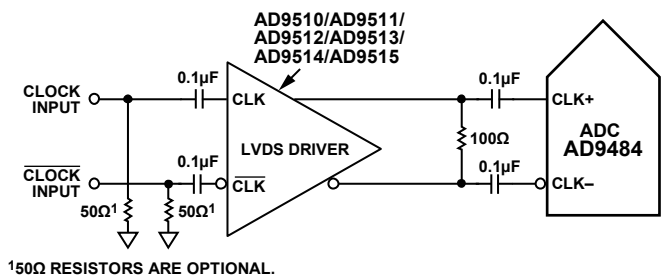 AD9510/AD9511/
AD9512/AD9513/
AD9514/AD9515
CLOCK
INPUT
0.1µF
CLK
0.1µF
CLK+
LVDS DRIVER
100Ω
ADC
AD9484
CLOCK
INPUT
0.1µF
CLK
0.1µF
CLK–
50Ω¹
50Ω¹
¹50Ω RESISTORS ARE OPTIONAL.